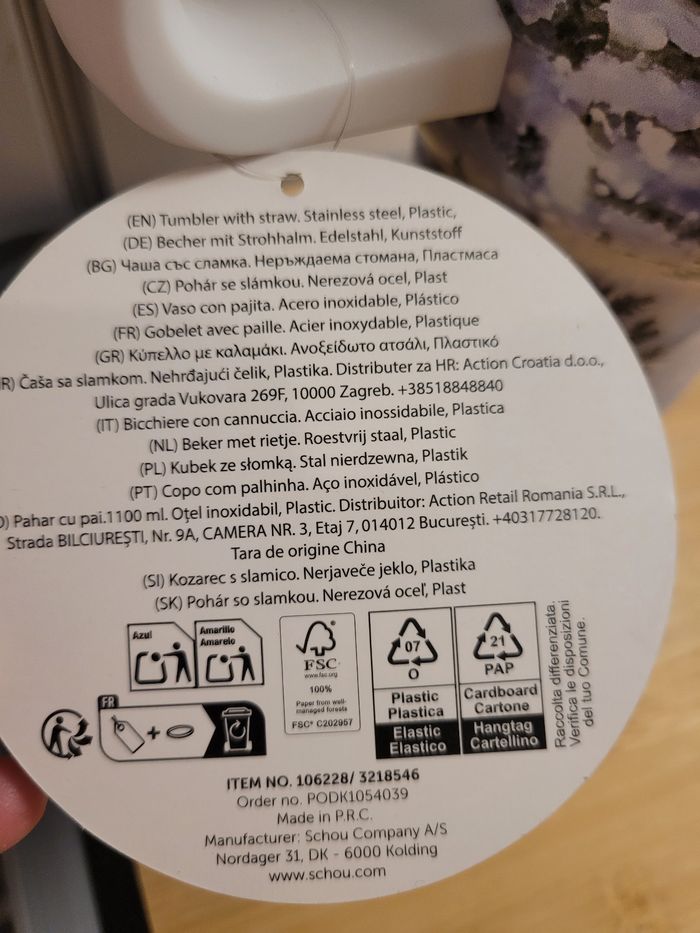 (EN) Tumbler with straw. Stainless steel, Plastic,
(DE) Becher mit Strohhalm. Edelstahl, Kunststoff
(BG) Чаша със сламка. Неръждаема стомана, Пластмаса
(CZ) Pohár se slámkou. Nerezová ocel, Plast
(ES) Vaso con pajita. Acero inoxidable, Plástico
(FR) Gobelet avec paille. Acier inoxydable, Plastique
(GR) Κύπελλο με καλαμάκι. Ανοξείδωτο ατσάλι, Πλαστικό
R) Čaša sa slamkom. Nehrđajući čelik, Plastika. Distributer za HR: Action Croatia d.o.o.,
Ulica grada Vukovara 269F, 10000 Zagreb. +38518848840
(IT) Bicchiere con cannuccia. Acciaio inossidabile, Plastica
(NL) Beker met rietje. Roestvrij staal, Plastic
(PL) Kubek ze słomką. Stal nierdzewna, Plastik
(PT) Copo com palhinha. Aço inoxidável, Plástico
O) Pahar cu pai.1100 ml. Oțel inoxidabil, Plastic. Distribuitor: Action Retail Romania S.R.L.,
Strada BILCIUREȘTI, Nr. 9A, CAMERA NR. 3, Etaj 7, 014012 București. +40317728120.
Tara de origine China
(SI) Kozarec s slamico. Nerjaveče jeklo, Plastika
(SK) Pohár so slamkou. Nerezová oceľ, Plast
Azul
Amarillo
Amarelo
FR
FSC
www.fsc.org
100%
Paper from well-
managed forests
FSC® C202957
07
O
Plastic
Plastica
Elastic
Elastico
21
PAP
Cardboard
Cartone
Hangtag
Cartellino
Raccolta differenziata.
Verifica le disposizioni
del tuo Comune.
ITEM NO. 106228/ 3218546
Order no. PODK1054039
Made in P.R.C.
Manufacturer: Schou Company A/S
Nordager 31, DK - 6000 Kolding
www.schou.com